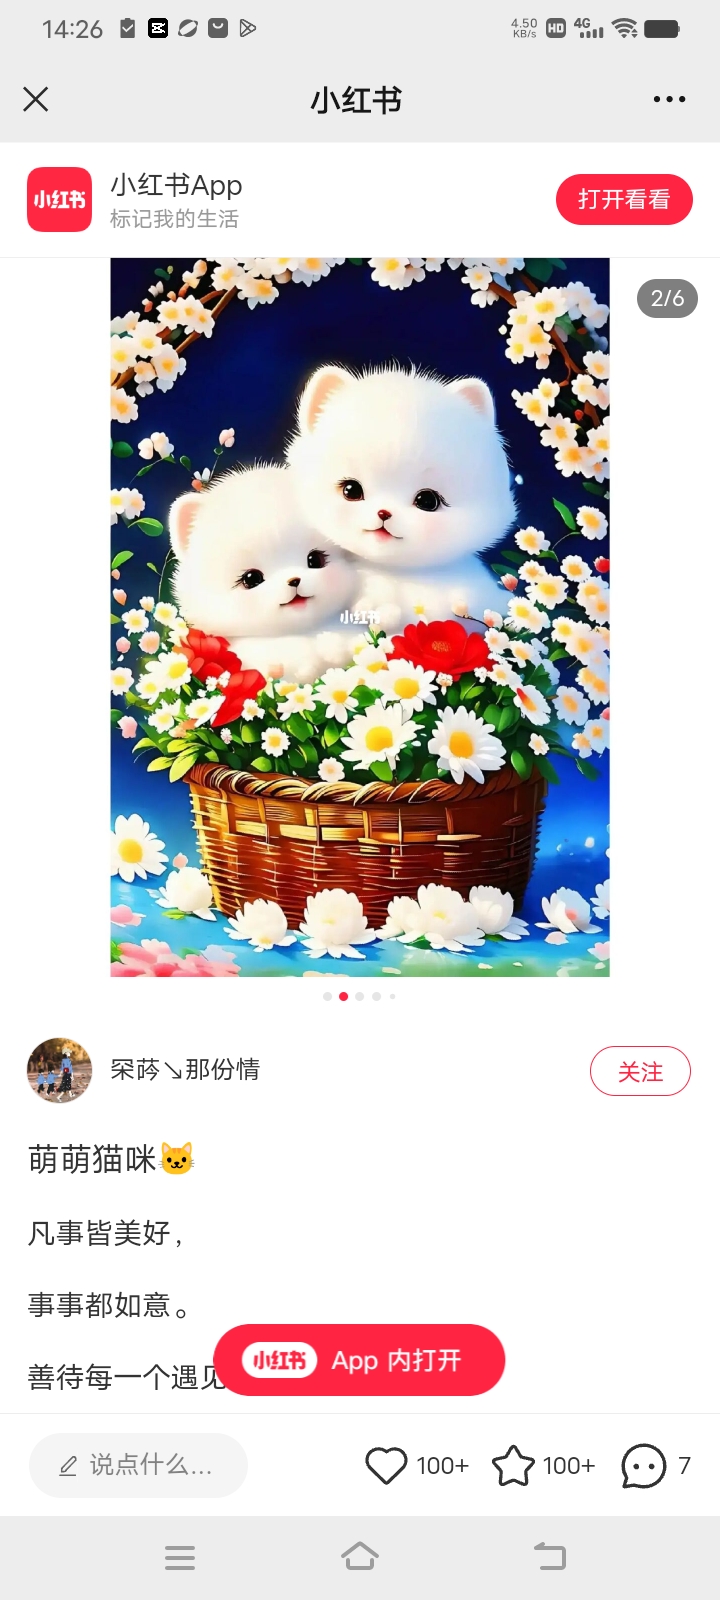 14:26
4.50
KB/s
HD
4G
小红书
小红书
小红书App
标记我的生活
打开看看
2/6
小红书
罙荶↘那份情
关注
萌萌猫咪🐱
凡事皆美好，
事事都如意。
善待每一个遇见
小红书 App 内打开
说点什么...
100+
100+
7